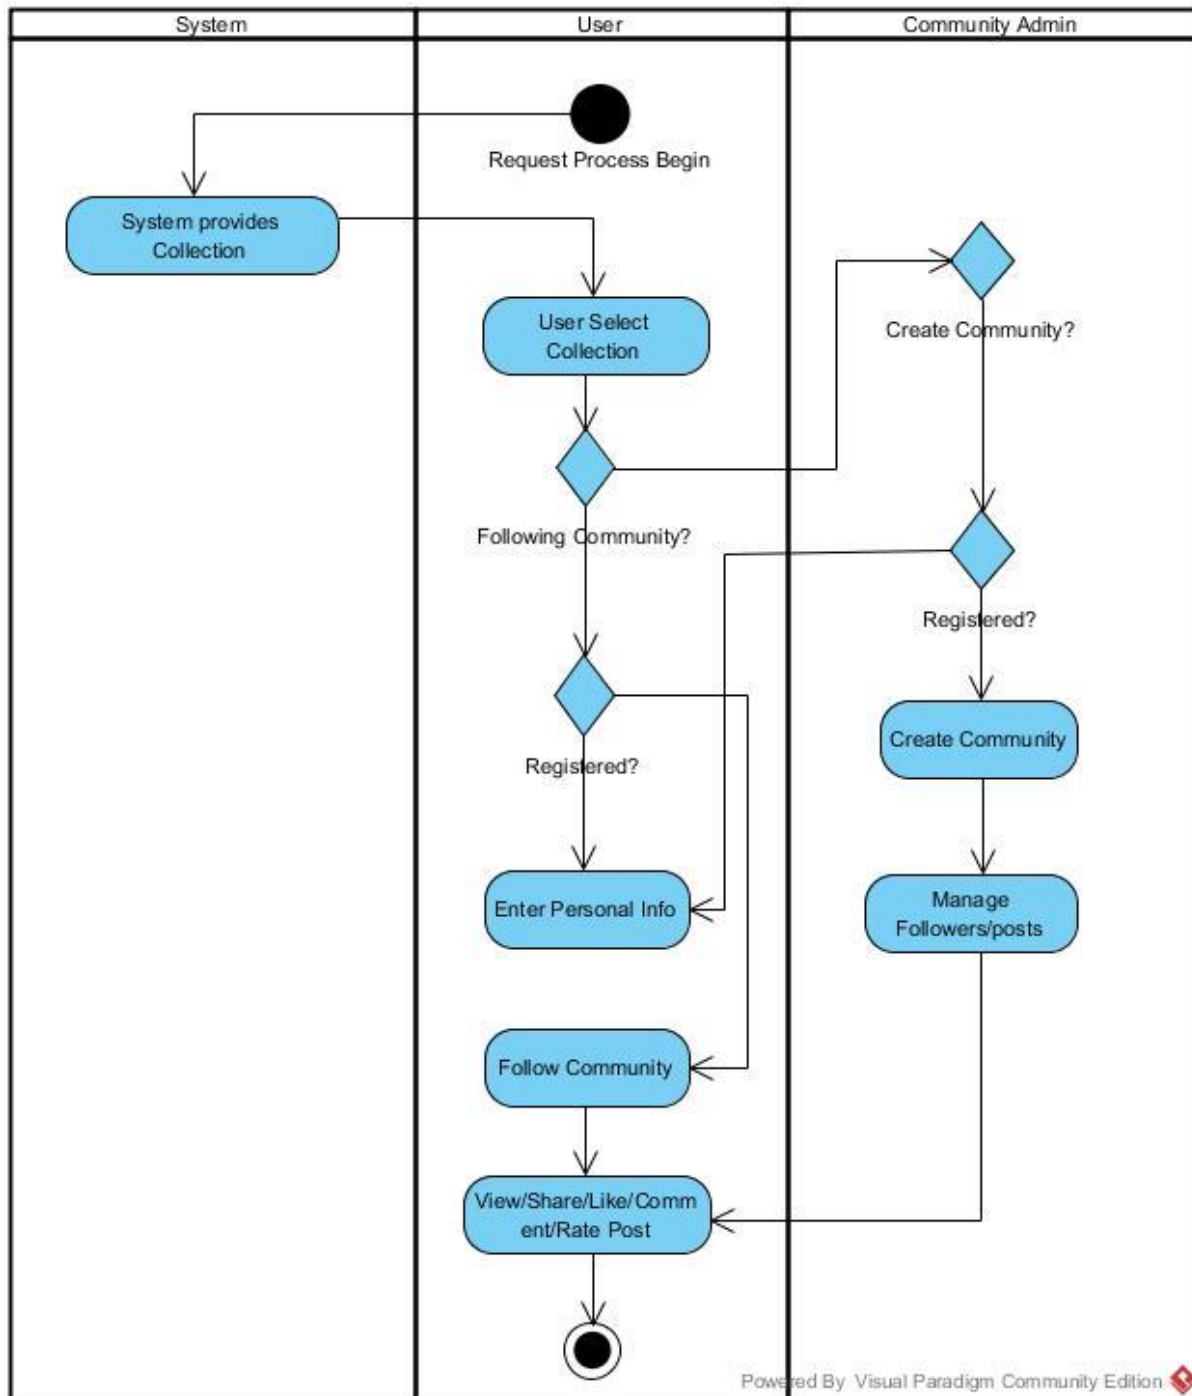 System
User
Community Admin
Request Process Begin
System provides
Collection
User Select
Collection
Create Community?
Following Community?
Registered?
Registered?
Create Community
Enter Personal Info
Manage
Followers/posts
Follow Community
View/Share/Like/Comm
ent/Rate Post
Powered By Visual Paradigm Community Edition